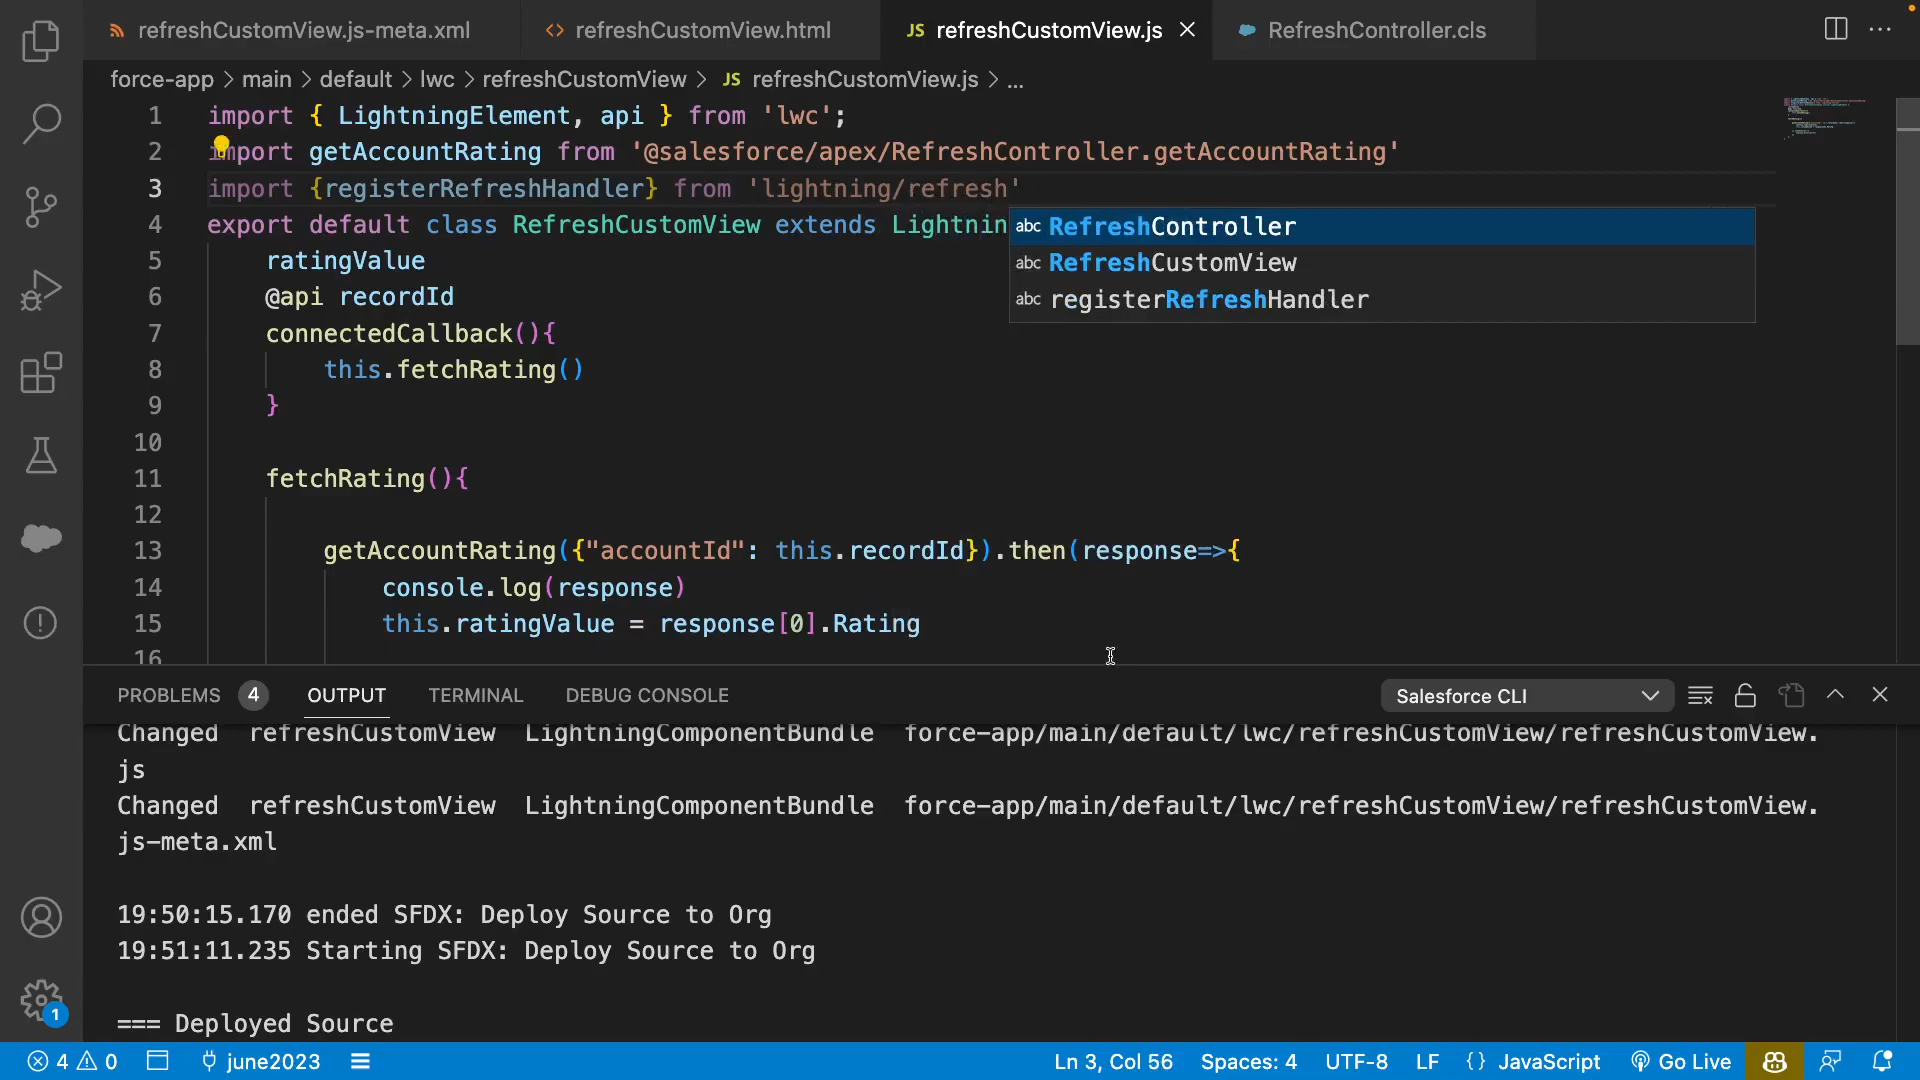 refreshCustomView.js-meta.xml
<> refreshCustomView.html
JS refreshCustomView.js
RefreshController.cls
force-app > main > default > lwc > refreshCustomView > JS refreshCustomView.js > ...
1 import { LightningElement, api } from 'lwc';
2 import getAccountRating from '@salesforce/apex/RefreshController.getAccountRating'
3 import {registerRefreshHandler} from 'lightning/refresh'
4 export default class RefreshCustomView extends Lightnin
abc RefreshController
abc RefreshCustomView
abc registerRefreshHandler
5 ratingValue
6 @api recordId
7 connectedCallback(){
8 this.fetchRating()
9 }
10
11 fetchRating(){
12
13 getAccountRating({"accountId": this.recordId}).then(response=>{
14 console.log(response)
15 this.ratingValue = response[0].Rating
16
PROBLEMS 4 OUTPUT TERMINAL DEBUG CONSOLE Salesforce CLI
Changed refreshCustomView LightningComponentBundle force-app/main/default/lwc/refreshCustomView/refreshCustomView.
js
Changed refreshCustomView LightningComponentBundle force-app/main/default/lwc/refreshCustomView/refreshCustomView.
js-meta.xml
19:50:15.170 ended SFDX: Deploy Source to Org
19:51:11.235 Starting SFDX: Deploy Source to Org
=== Deployed Source
1
4 0 june2023 Ln 3, Col 56 Spaces: 4 UTF-8 LF {} JavaScript Go Live